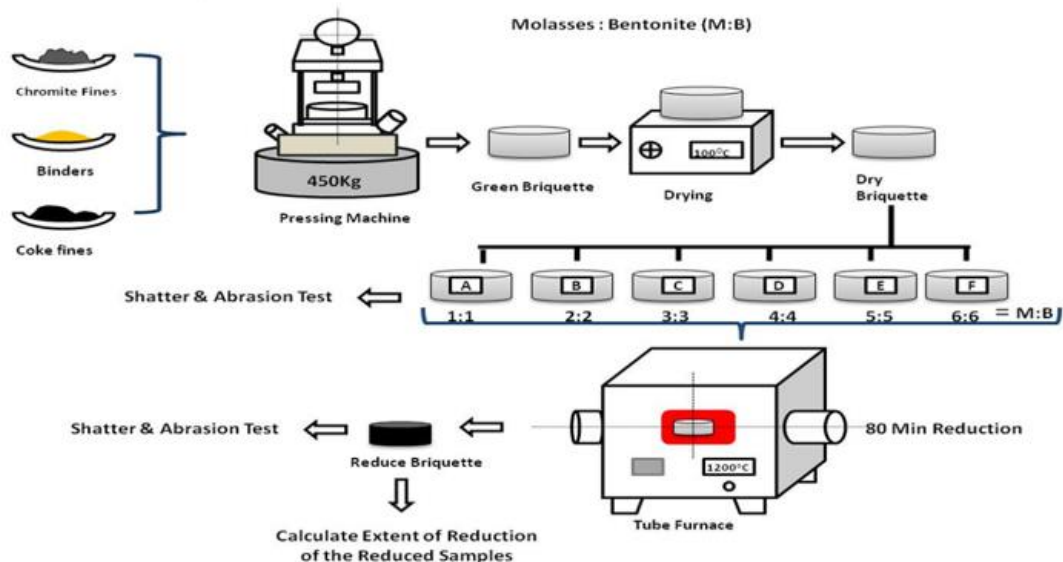 Molasses : Bentonite (M:B)
Chromite Fines
Binders
Coke fines
450Kg
Pressing Machine
Green Briquette
100°C
Drying
Dry
Briquette
Shatter & Abrasion Test
A B C D E F
1:1 2:2 3:3 4:4 5:5 6:6 = M:B
Shatter & Abrasion Test
Reduce Briquette
80 Min Reduction
1200°C
Tube Furnace
Calculate Extent of Reduction
of the Reduced Samples